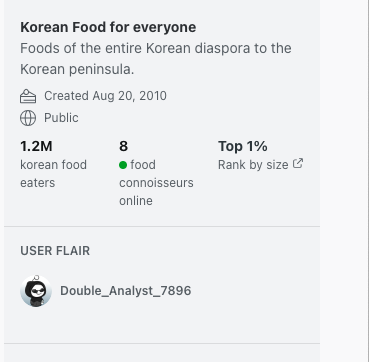 Korean Food for everyone
Foods of the entire Korean diaspora to the
Korean peninsula.
Created Aug 20, 2010
Public
1.2M
korean food
eaters
8
food
connoisseurs
online
Top 1%
Rank by size
USER FLAIR
Double_Analyst_7896